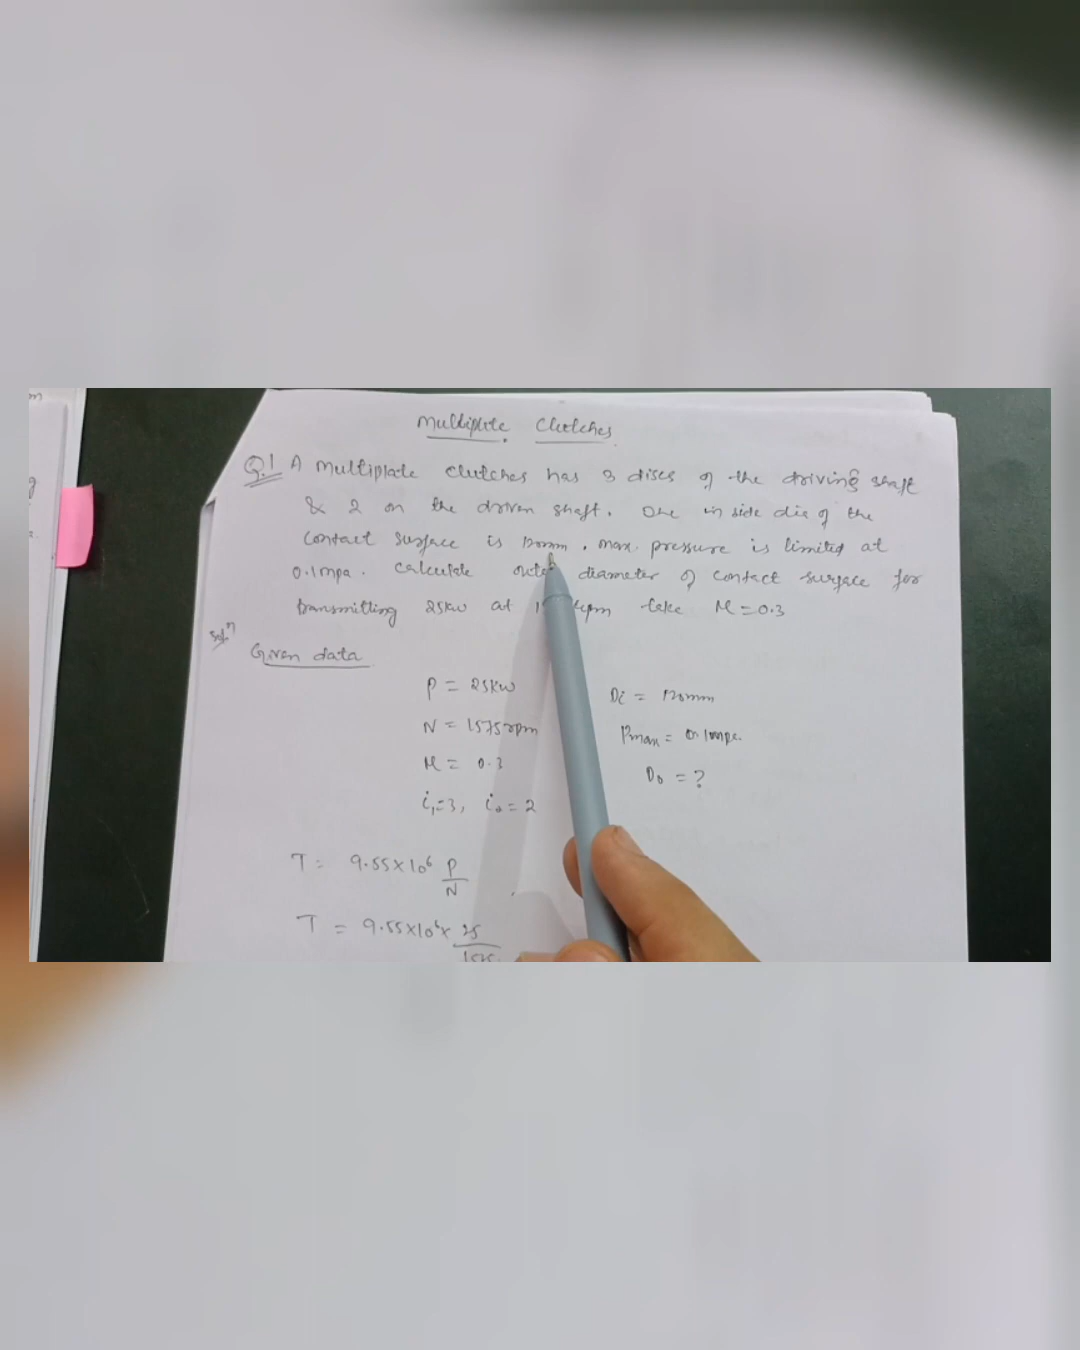 Multiplate Clutches.
Q.1 A multiplate clutches has 3 discs of the driving shaft
& 2 on the driven shaft. One in side dia of the
contact surface is 120mm. max. pressure is limited at
0.1mpa. calculate outer diameter of contact surface for
transmitting 25kw at rpm take M = 0.3
Solⁿ
Given data
P = 25kw
N = 1575rpm
M = 0.3
i₁=3, i₂ = 2
Di = 120mm
Pmax = 0.1mpa.
Do = ?
T = 9.55×10⁶ P
N
T = 9.55×10⁶× 25
1575